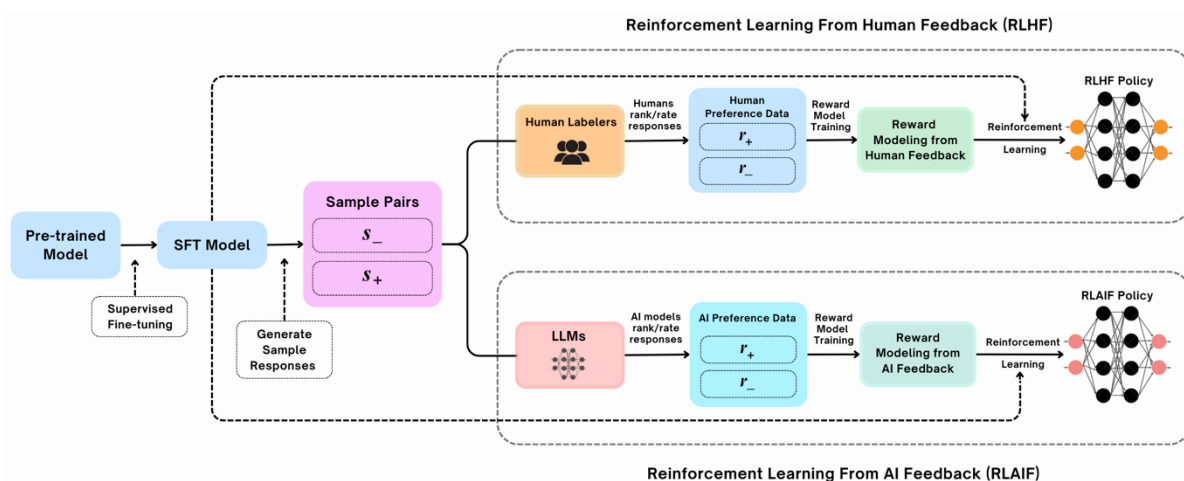 Reinforcement Learning From Human Feedback (RLHF)
Pre-trained
Model
Supervised
Fine-tuning
SFT Model
Generate
Sample
Responses
Sample Pairs
s_
s+
Human Labelers
Humans
rank/rate
responses
Human
Preference Data
r+
r_
Reward
Model
Training
Reward
Modeling from
Human Feedback
Reinforcement
Learning
RLHF Policy
LLMs
AI models
rank/rate
responses
AI Preference Data
r+
r_
Reward
Model
Training
Reward
Modeling from
AI Feedback
Reinforcement
Learning
RLAIF Policy
Reinforcement Learning From AI Feedback (RLAIF)